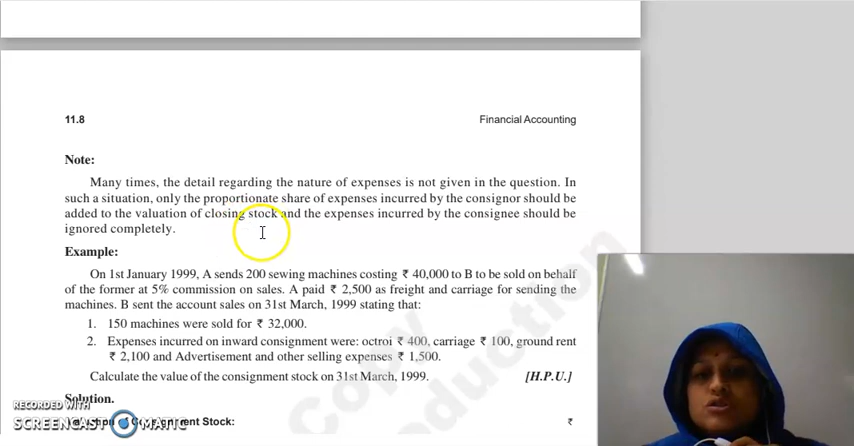 11.8 Financial Accounting
Note:
Many times, the detail regarding the nature of expenses is not given in the question. In
such a situation, only the proportionate share of expenses incurred by the consignor should be
added to the valuation of closing stock and the expenses incurred by the consignee should be
ignored completely.
Example:
On 1st January 1999, A sends 200 sewing machines costing ₹ 40,000 to B to be sold on behalf
of the former at 5% commission on sales. A paid ₹ 2,500 as freight and carriage for sending the
machines. B sent the account sales on 31st March, 1999 stating that:
1. 150 machines were sold for ₹ 32,000.
2. Expenses incurred on inward consignment were: octroi ₹ 400, carriage ₹ 100, ground rent
₹ 2,100 and Advertisement and other selling expenses ₹ 1,500.
Calculate the value of the consignment stock on 31st March, 1999. [H.P.U.]
Solution.
Consignment Stock: ₹
RECORDED WITH
SCREENCAST MATIC
Copy